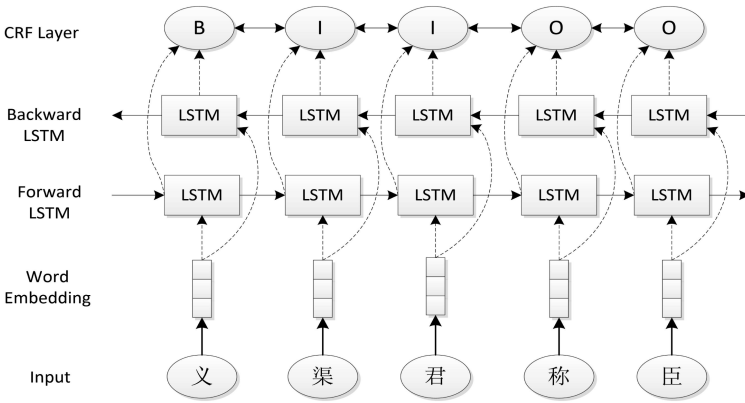 CRF Layer B I I O O
Backward
LSTM
LSTM LSTM LSTM LSTM LSTM
Forward
LSTM
LSTM LSTM LSTM LSTM LSTM
Word
Embedding
Input 义 渠 君 称 臣